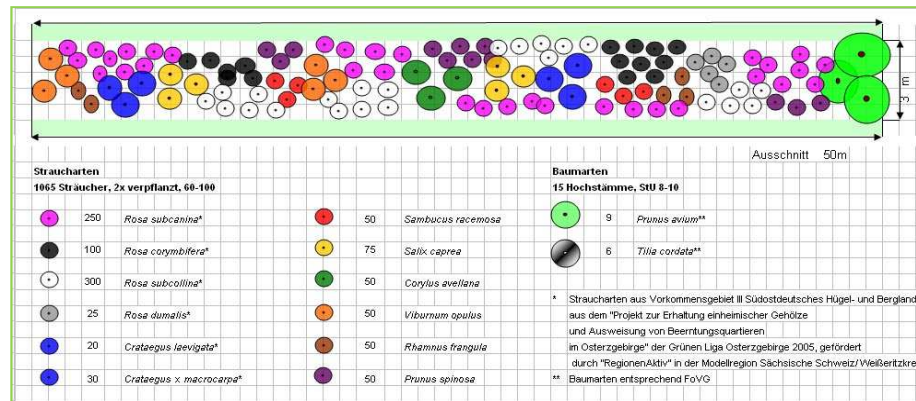 3 m
Ausschnitt 50m
Straucharten
1065 Sträucher, 2x verpflanzt, 60-100
250 Rosa subcanina*
100 Rosa corymbifera*
300 Rosa subcollina*
25 Rosa dumalis*
20 Crataegus laevigata*
30 Crataegus x macrocarpa*
50 Sambucus racemosa
75 Salix caprea
50 Corylus avellana
50 Viburnum opulus
50 Rhamnus frangula
50 Prunus spinosa
Baumarten
15 Hochstämme, StU 8-10
9 Prunus avium**
6 Tilia cordata**
* Straucharten aus Vorkommensgebiet III Südostdeutsches Hügel- und Bergland
aus dem "Projekt zur Erhaltung einheimischer Gehölze
und Ausweisung von Beerntungsquartieren
im Osterzgebirge" der Grünen Liga Osterzgebirge 2005, gefördert
durch "RegionenAktiv" in der Modellregion Sächsische Schweiz/ Weißeritzkre
** Baumarten entsprechend FoVG